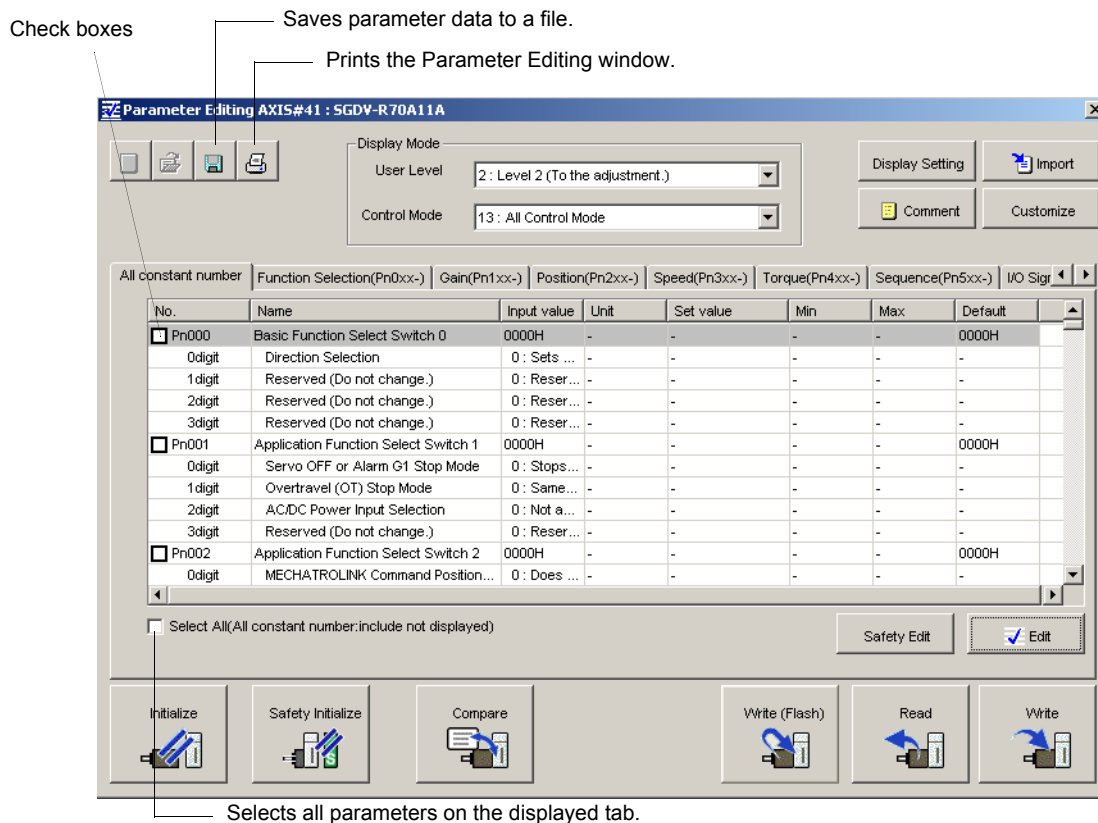 Saves parameter data to a file.
Check boxes
Prints the Parameter Editing window.
Parameter Editing AXIS#41 : SGDV-R70A11A
Display Mode
User Level 2 : Level 2 (To the adjustment.)
Control Mode 13 : All Control Mode
Display Setting Import
Comment Customize
All constant number Function Selection(Pn0xx-) Gain(Pn1xx-) Position(Pn2xx-) Speed(Pn3xx-) Torque(Pn4xx-) Sequence(Pn5xx-) I/O Sigr
No. Name Input value Unit Set value Min Max Default
Pn000 Basic Function Select Switch 0 0000H - - - - 0000H
0digit Direction Selection 0 : Sets ... - - - - -
1digit Reserved (Do not change.) 0 : Reser... - - - - -
2digit Reserved (Do not change.) 0 : Reser... - - - - -
3digit Reserved (Do not change.) 0 : Reser... - - - - -
Pn001 Application Function Select Switch 1 0000H - - - - 0000H
0digit Servo OFF or Alarm G1 Stop Mode 0 : Stops... - - - - -
1digit Overtravel (OT) Stop Mode 0 : Same... - - - - -
2digit AC/DC Power Input Selection 0 : Not a... - - - - -
3digit Reserved (Do not change.) 0 : Reser... - - - - -
Pn002 Application Function Select Switch 2 0000H - - - - 0000H
0digit MECHATROLINK Command Position... 0 : Does ... - - - - -
Select All(All constant number:include not displayed)
Safety Edit Edit
Initialize Safety Initialize Compare Write (Flash) Read Write
S
Selects all parameters on the displayed tab.